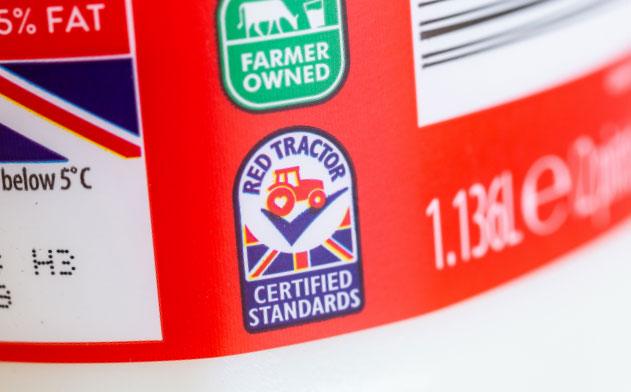 5% FAT
FARMER
OWNED
RED TRACTOR
below 5°C
1.136L e
H3
CERTIFIED
STANDARDS